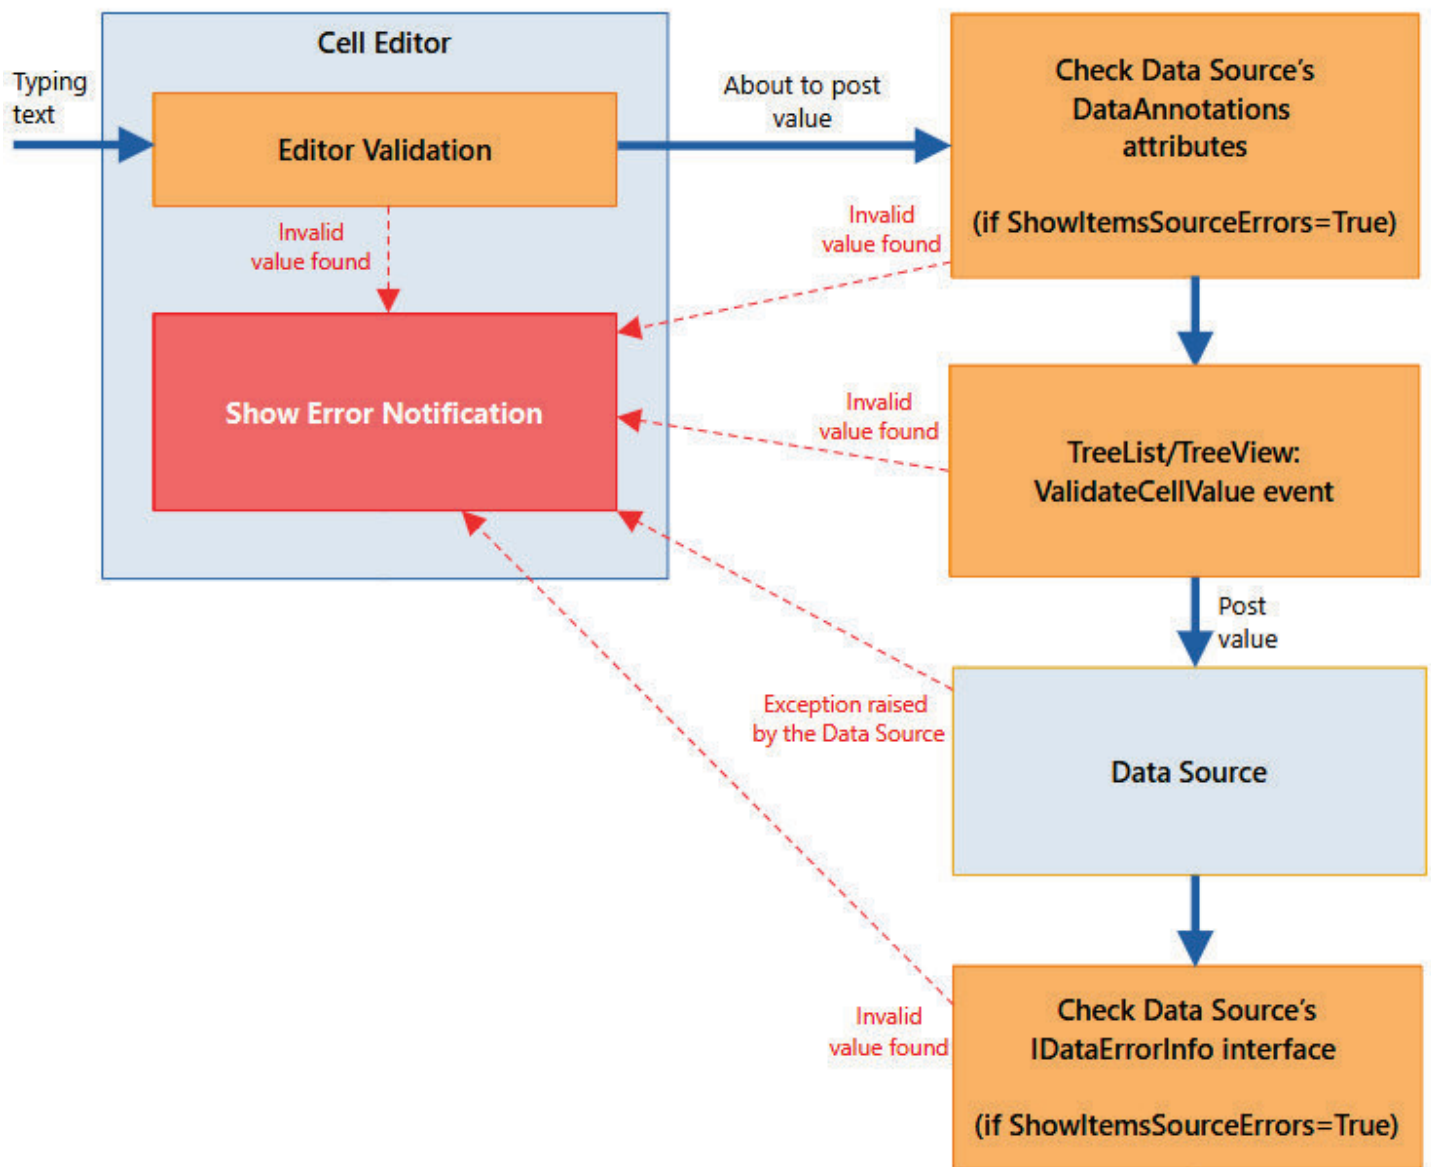 Cell Editor
Typing
text
Editor Validation
About to post
value
Check Data Source's
DataAnnotations
attributes
(if ShowItemsSourceErrors=True)
Invalid
value found
Invalid
value found
Show Error Notification
Invalid
value found
TreeList/TreeView:
ValidateCellValue event
Post
value
Exception raised
by the Data Source
Data Source
Invalid
value found
Check Data Source's
IDataErrorInfo interface
(if ShowItemsSourceErrors=True)